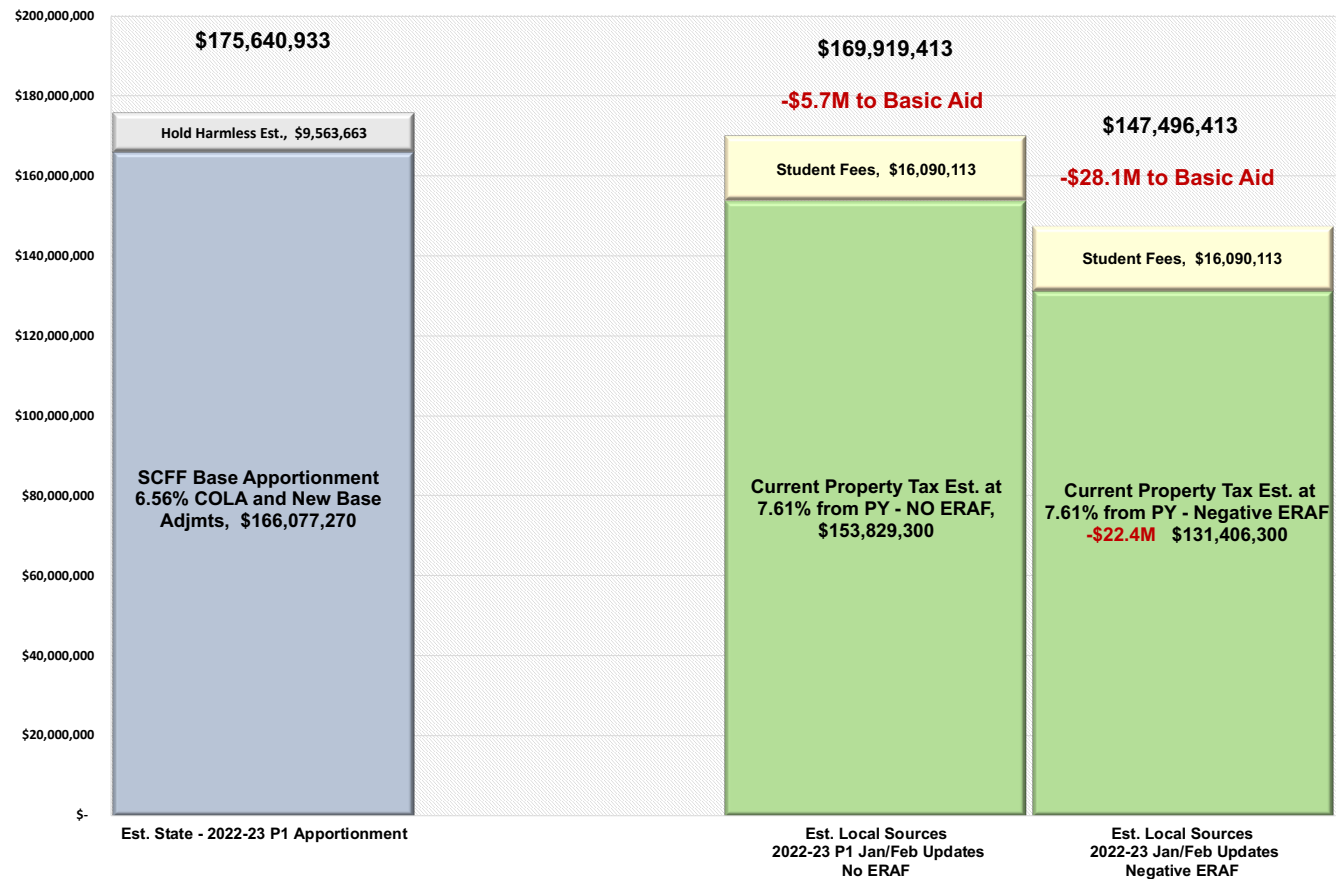 $200,000,000
$180,000,000
$160,000,000
$140,000,000
$120,000,000
$100,000,000
$80,000,000
$60,000,000
$40,000,000
$20,000,000
$-
$175,640,933
Hold Harmless Est., $9,563,663
SCFF Base Apportionment
6.56% COLA and New Base
Adjmts, $166,077,270
Est. State - 2022-23 P1 Apportionment
$169,919,413
-$5.7M to Basic Aid
Student Fees, $16,090,113
Current Property Tax Est. at
7.61% from PY - NO ERAF,
$153,829,300
Est. Local Sources
2022-23 P1 Jan/Feb Updates
No ERAF
$147,496,413
-$28.1M to Basic Aid
Student Fees, $16,090,113
Current Property Tax Est. at
7.61% from PY - Negative ERAF
-$22.4M $131,406,300
Est. Local Sources
2022-23 Jan/Feb Updates
Negative ERAF